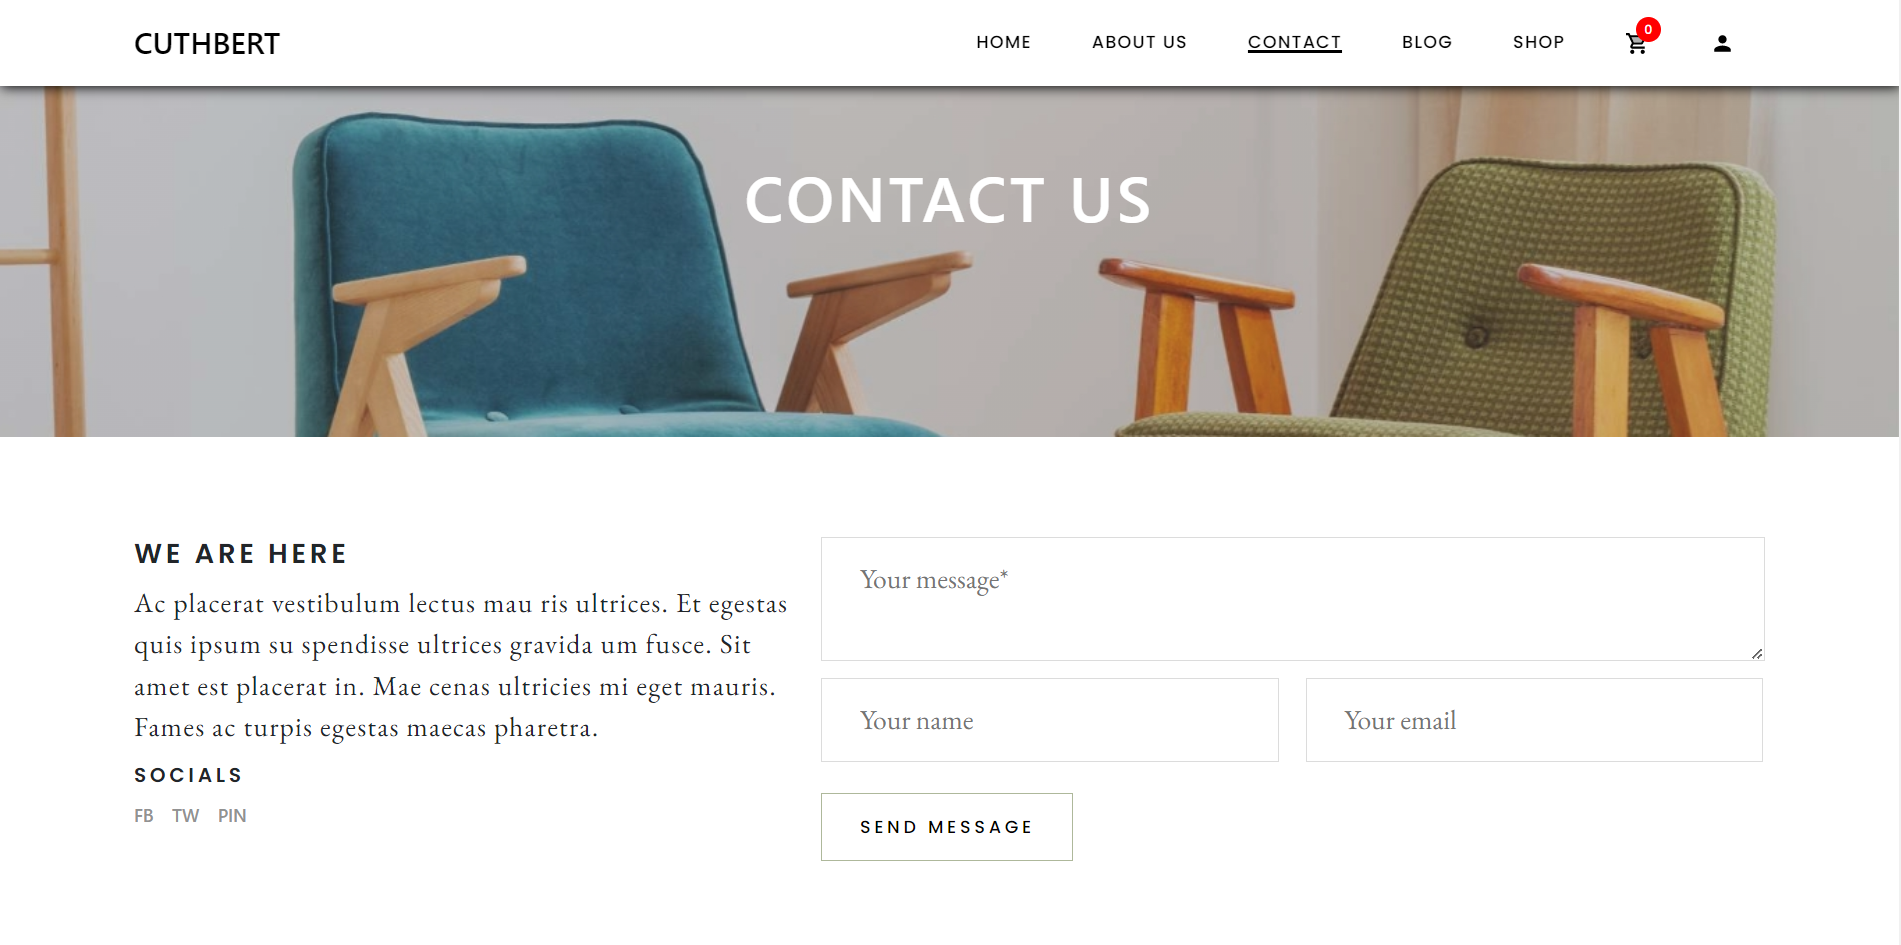 CUTHBERT
HOME ABOUT US CONTACT BLOG SHOP 0
CONTACT US
WE ARE HERE
Ac placerat vestibulum lectus mau ris ultrices. Et egestas
quis ipsum su spendisse ultrices gravida um fusce. Sit
amet est placerat in. Mae cenas ultricies mi eget mauris.
Fames ac turpis egestas maecas pharetra.
SOCIALS
FB TW PIN
Your message*
Your name Your email
SEND MESSAGE